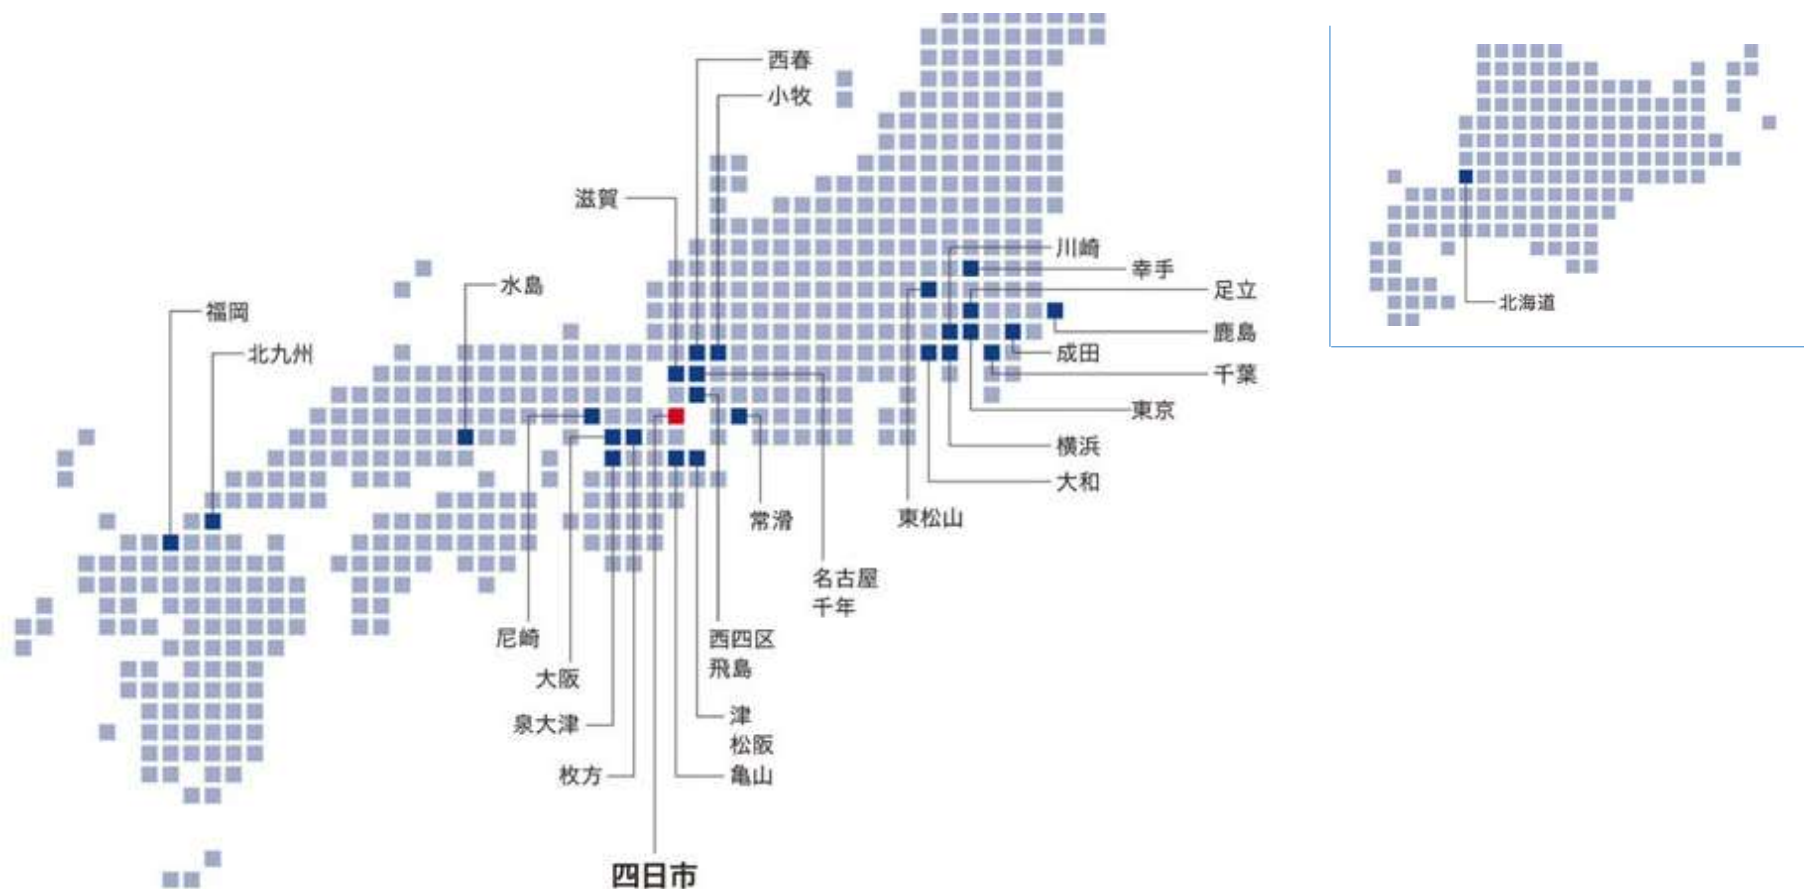 西春
小牧
滋賀
川崎
幸手
水島
足立
北海道
福岡
鹿島
北九州
成田
千葉
東京
横浜
大和
東松山
常滑
名古屋
千年
尼崎
西四区
飛島
大阪
津
泉大津
松阪
枚方
亀山
四日市